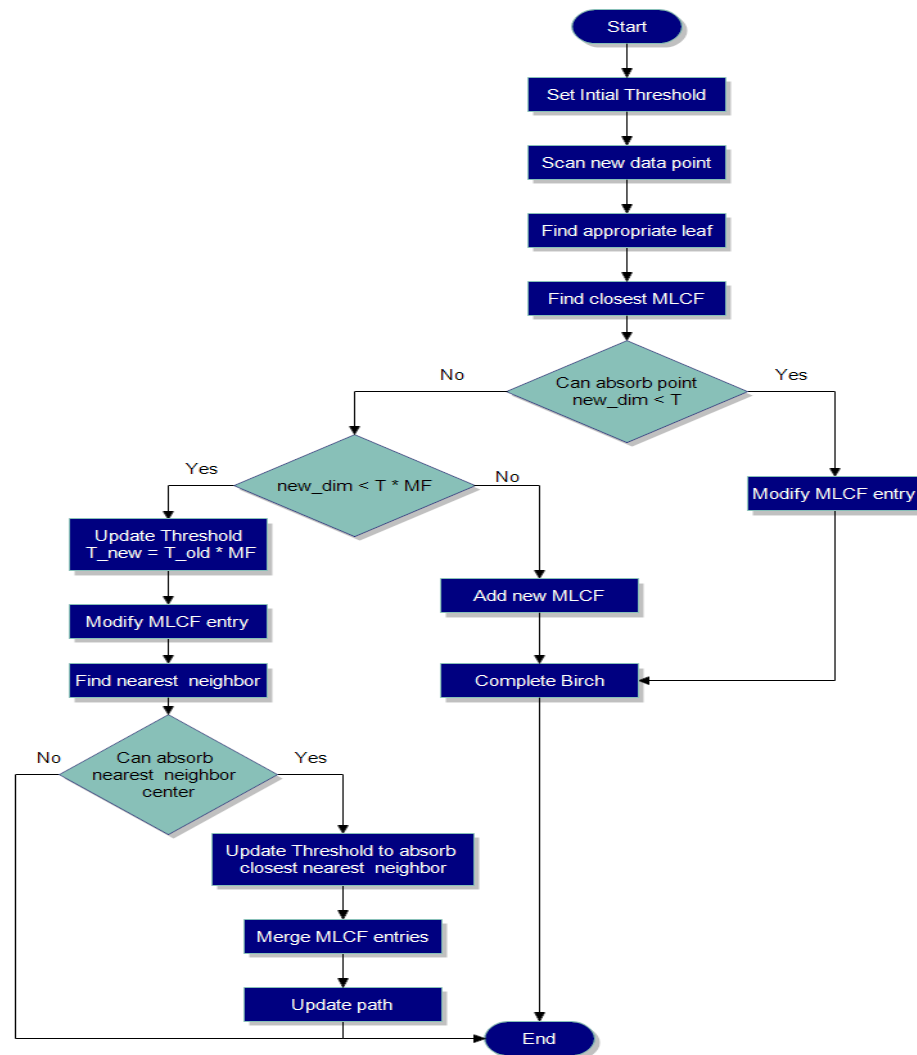 Start
Set Intial Threshold
Scan new data point
Find appropriate leaf
Find closest MLCF
No
Can absorb point
new_dim < T
Yes
Yes
new_dim < T * MF
No
Modify MLCF entry
Update Threshold
T_new = T_old * MF
Add new MLCF
Modify MLCF entry
Find nearest neighbor
Complete Birch
No
Can absorb
nearest neighbor
center
Yes
Update Threshold to absorb
closest nearest neighbor
Merge MLCF entries
Update path
End